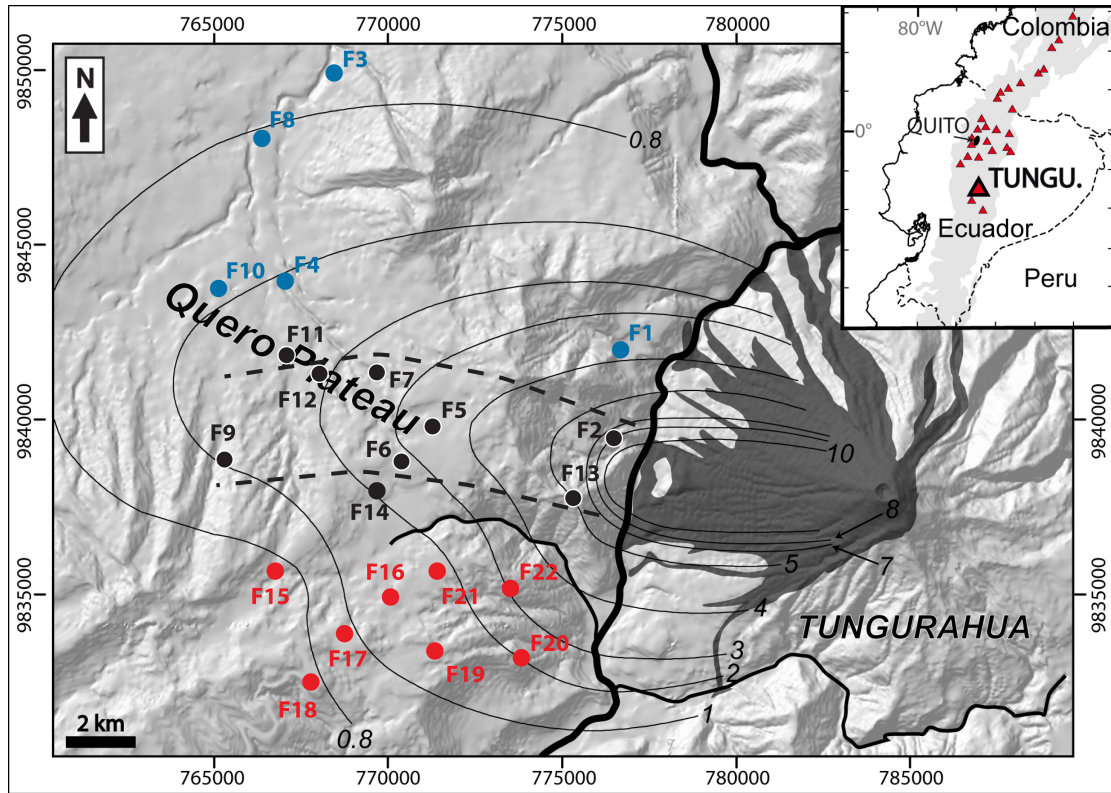 765000 770000 775000 780000
80°W
Colombia
0°
QUITO
TUNGU.
Ecuador
Peru
N
9850000
9845000
9840000
9835000
9840000
9835000
F3
F8
0.8
F10
F4
Quero Plateau
F1
F11
F12
F7
F5
F9
F6
F2
F13
F14
10
8
7
5
4
3
2
1
0.8
F15
F16
F21
F22
F17
F19
F20
F18
TUNGURAHUA
2 km
765000 770000 775000 780000 785000